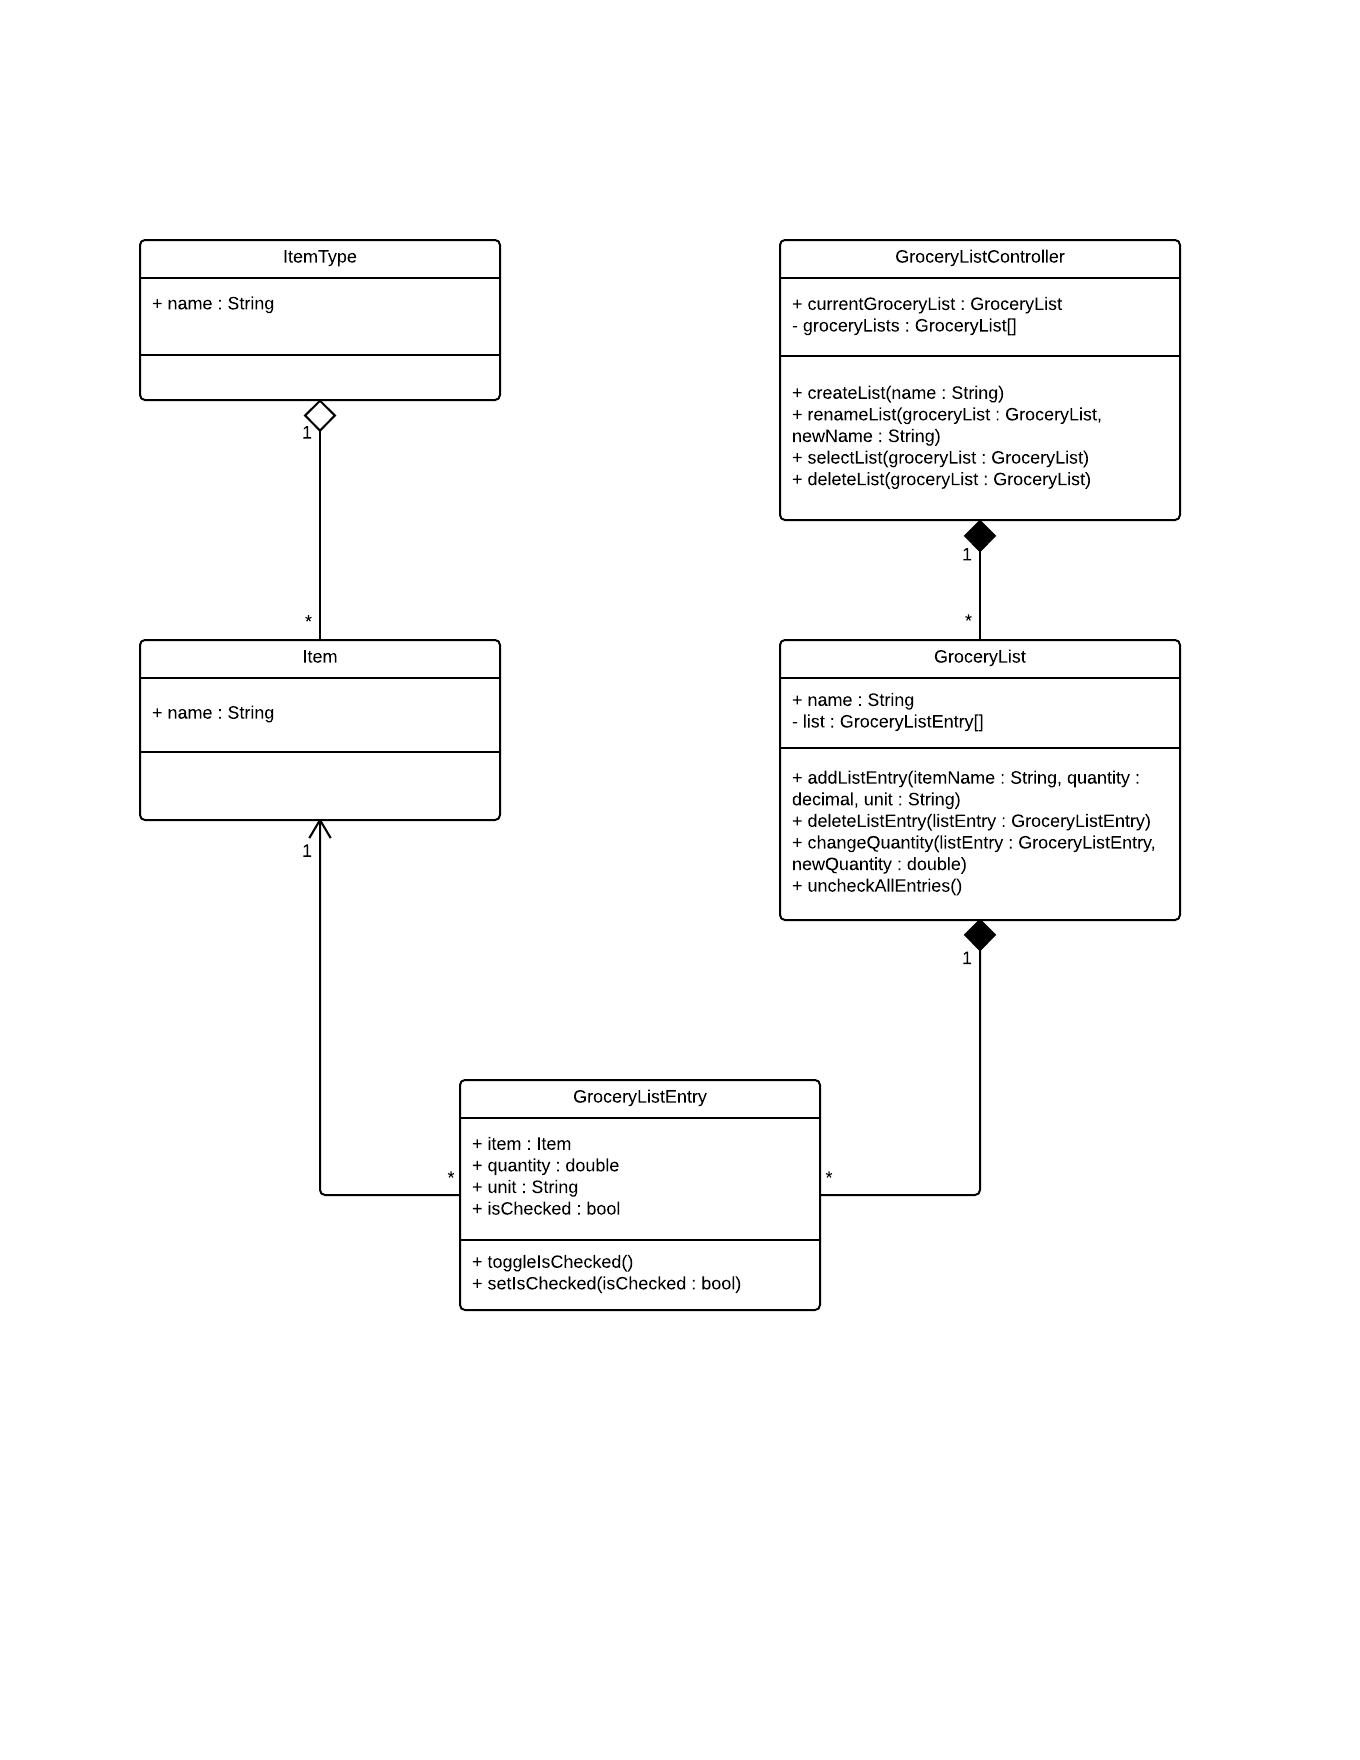 ItemType
+ name : String
1
*
Item
+ name : String
1
GroceryListController
+ currentGroceryList : GroceryList
- groceryLists : GroceryList[]
+ createList(name : String)
+ renameList(groceryList : GroceryList,
newName : String)
+ selectList(groceryList : GroceryList)
+ deleteList(groceryList : GroceryList)
1
*
GroceryList
+ name : String
- list : GroceryListEntry[]
+ addListEntry(itemName : String, quantity :
decimal, unit : String)
+ deleteListEntry(listEntry : GroceryListEntry)
+ changeQuantity(listEntry : GroceryListEntry,
newQuantity : double)
+ uncheckAllEntries()
1
GroceryListEntry
+ item : Item
+ quantity : double
+ unit : String
+ isChecked : bool
+ toggleIsChecked()
+ setIsChecked(isChecked : bool)
*
*